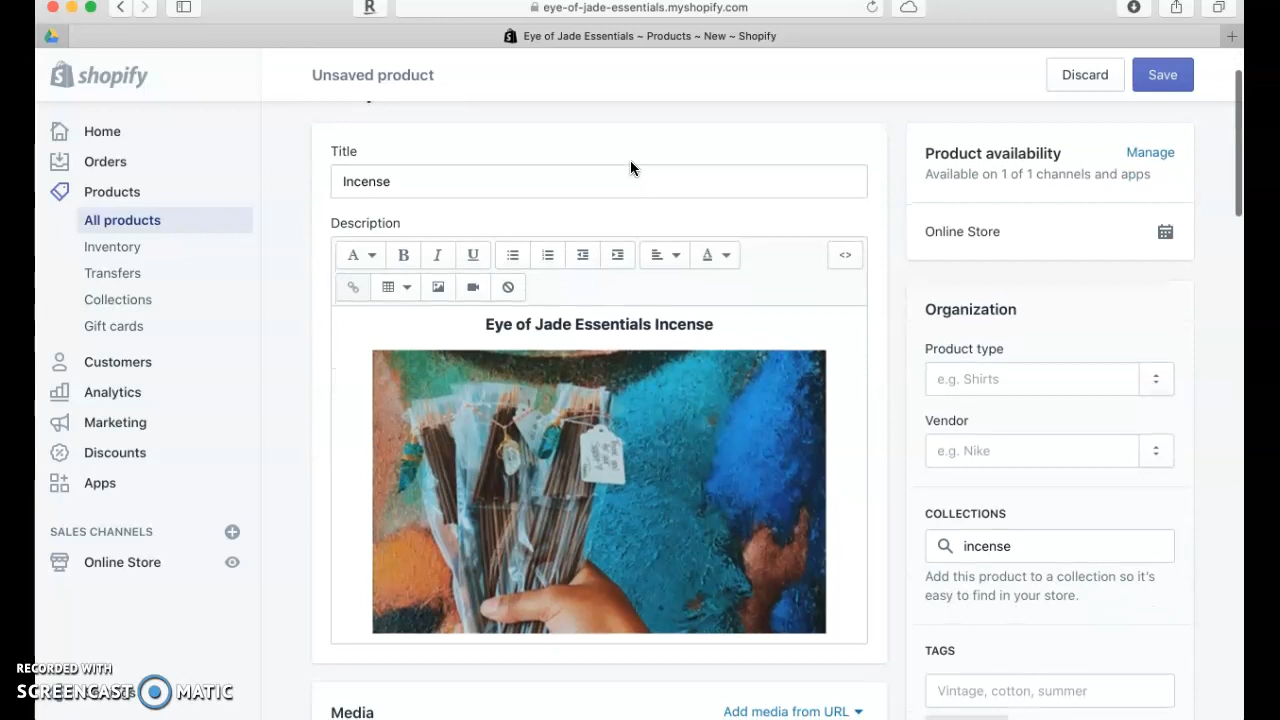 eye-of-jade-essentials.myshopify.com
Eye of Jade Essentials ~ Products ~ New ~ Shopify
shopify
Unsaved product
Discard
Save
Home
Orders
Products
All products
Inventory
Transfers
Collections
Gift cards
Customers
Analytics
Marketing
Discounts
Apps
SALES CHANNELS
Online Store
Title
Incense
Description
Eye of Jade Essentials Incense
Media
Add media from URL
Product availability
Manage
Available on 1 of 1 channels and apps
Online Store
Organization
Product type
e.g. Shirts
Vendor
e.g. Nike
COLLECTIONS
incense
Add this product to a collection so it's
easy to find in your store.
TAGS
Vintage, cotton, summer
RECORDED WITH
SCREENCAST MATIC